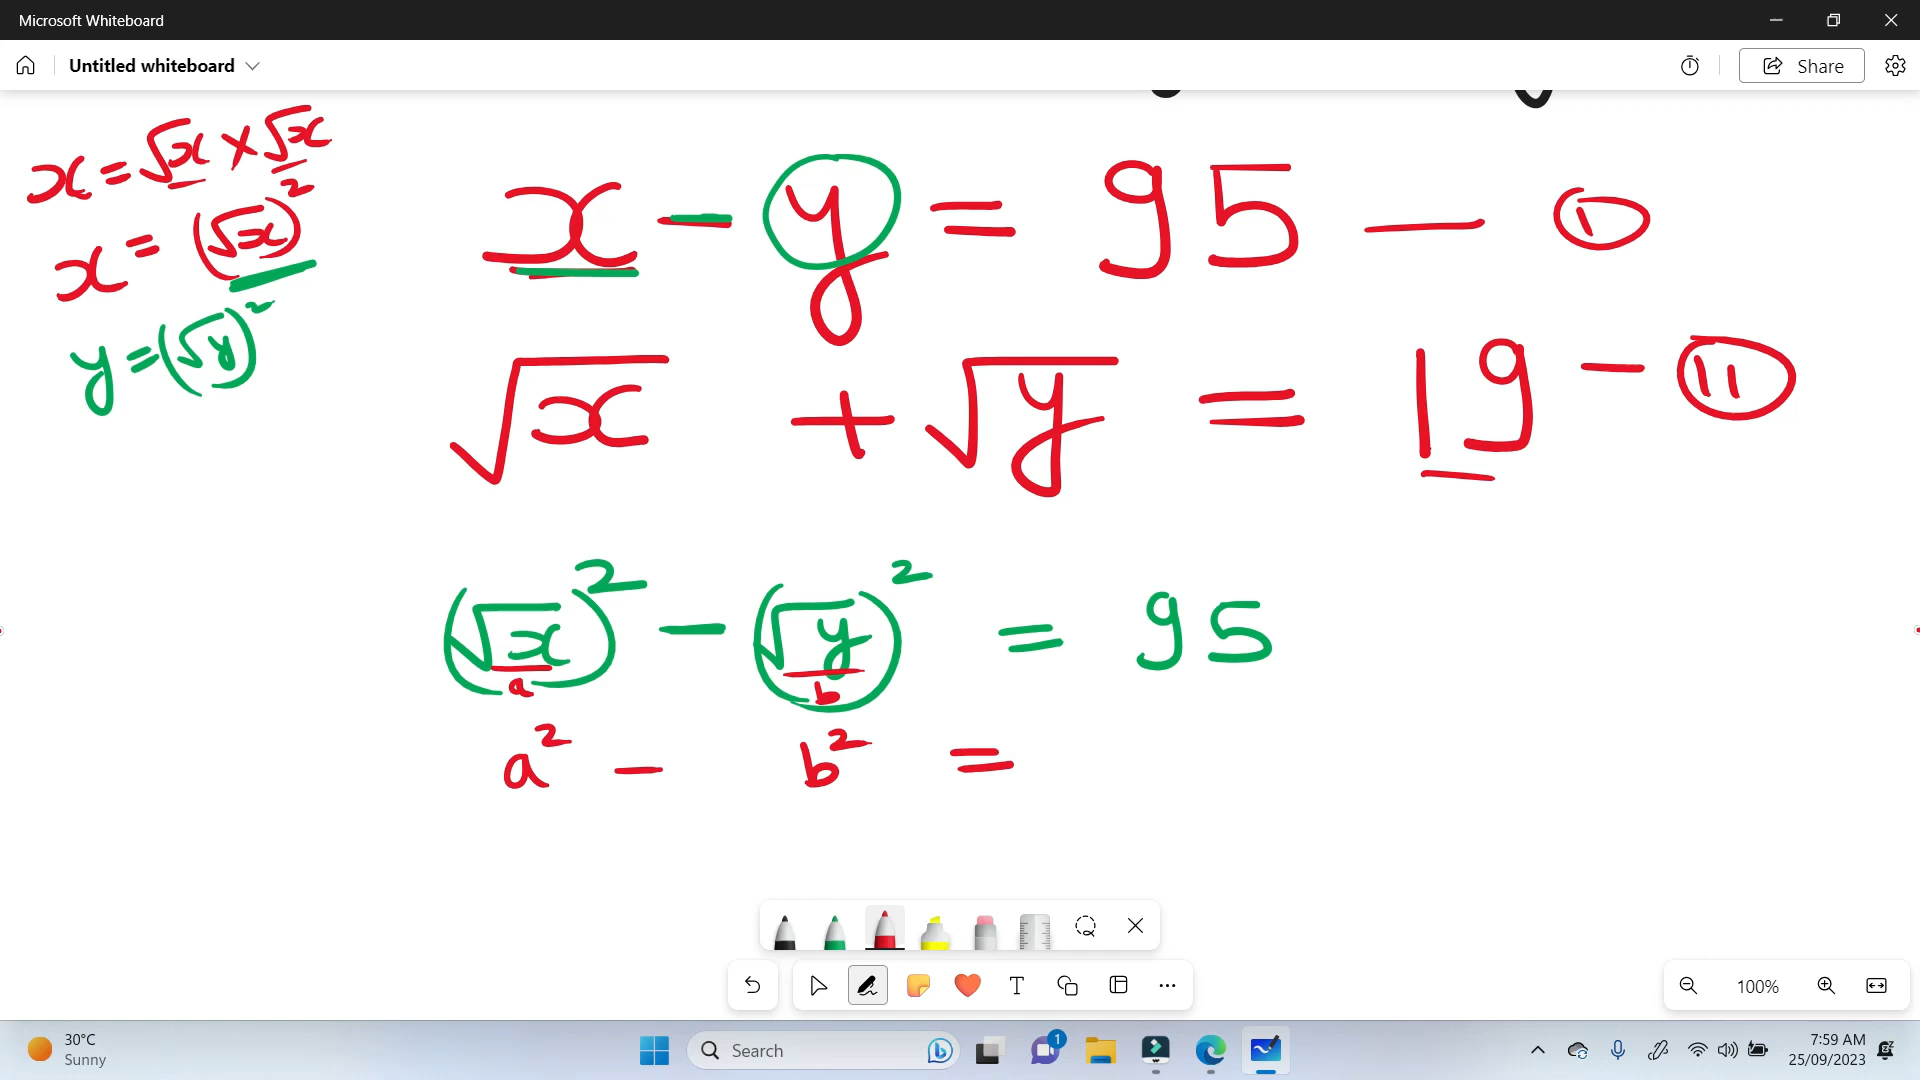 Microsoft Whiteboard
Untitled whiteboard
Share
x = √x × √x
x = (√x)²
y = (√y)²
x - y = 95 — I
√x + √y = 19 - II
(√x)² - (√y)² = 95
a b
a² - b² =
T
100%
30°C
Sunny
Search
1
7:59 AM
25/09/2023